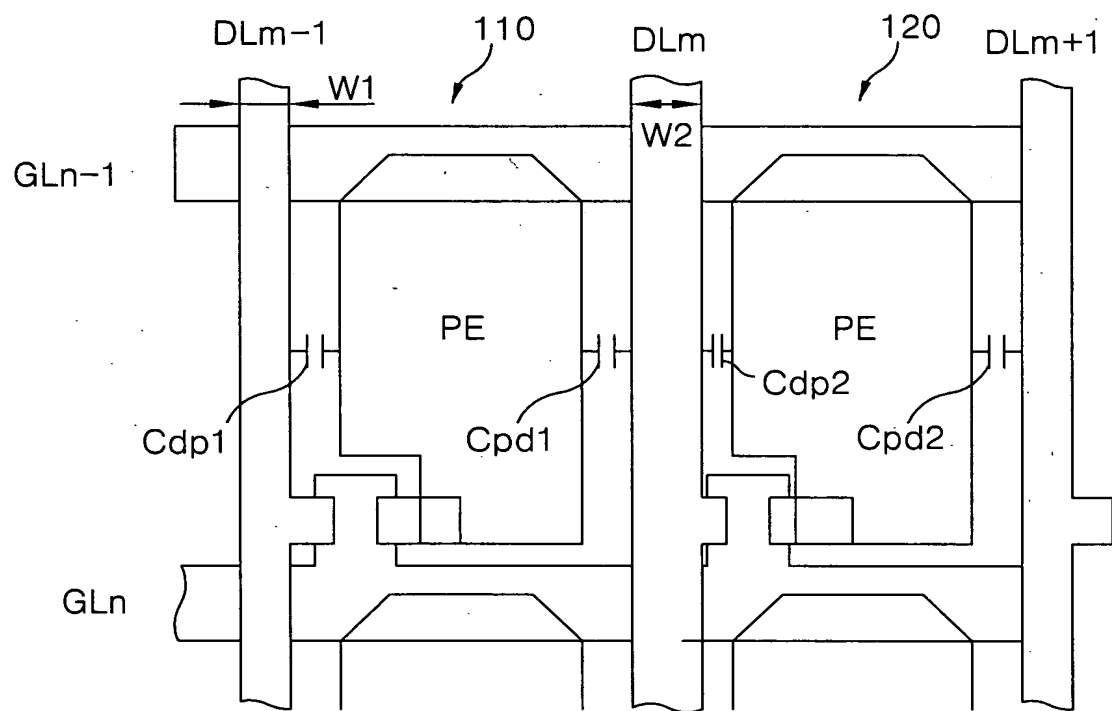 DLm-1
110
DLm
120
DLm+1
W1
W2
GLn-1
PE
PE
Cdp1
Cpd1
Cdp2
Cpd2
GLn